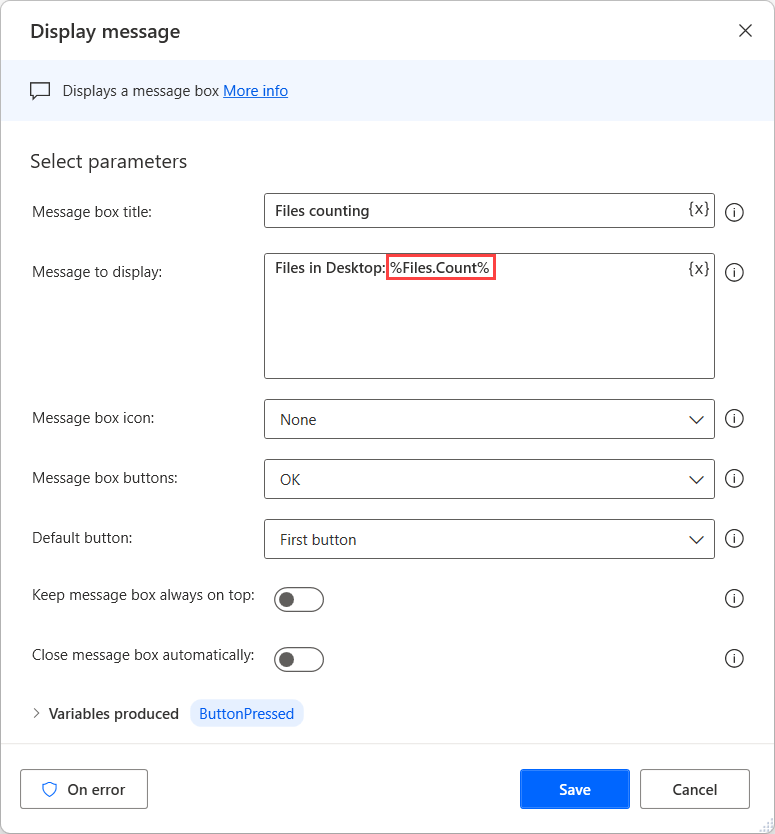 Display message
Displays a message box More info
Select parameters
Message box title:
Files counting
{x}
Message to display:
Files in Desktop: %Files.Count%
{x}
Message box icon:
None
Message box buttons:
OK
Default button:
First button
Keep message box always on top:
Close message box automatically:
Variables produced ButtonPressed
On error
Save
Cancel